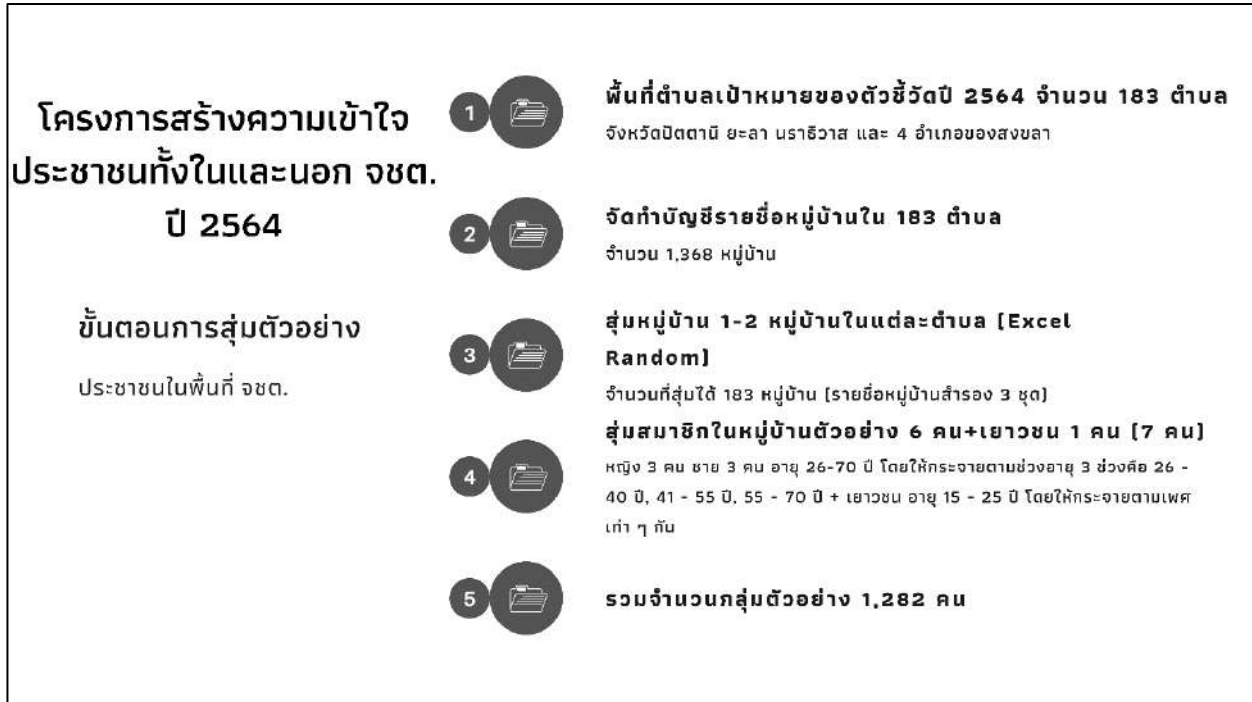 โครงการสร้างความเข้าใจ
ประชาชนทั้งในและนอก จชต.
ปี 2564
ขั้นตอนการสุ่มตัวอย่าง
ประชาชนในพื้นที่ จชต.
1
พื้นที่ตำบลเป้าหมายของตัวชี้วัดปี 2564 จำนวน 183 ตำบล
จังหวัดปัตตานี ยะลา นราธิวาส และ 4 อำเภอของสงขลา
2
จัดทำบัญชีรายชื่อหมู่บ้านใน 183 ตำบล
จำนวน 1,368 หมู่บ้าน
3
สุ่มหมู่บ้าน 1-2 หมู่บ้านในแต่ละตำบล (Excel
Random)
จำนวนที่สุ่มได้ 183 หมู่บ้าน (รายชื่อหมู่บ้านสำรอง 3 ชุด)
4
สุ่มสมาชิกในหมู่บ้านตัวอย่าง 6 คน+เยาวชน 1 คน (7 คน)
หญิง 3 คน ชาย 3 คน อายุ 26-70 ปี โดยให้กระจายตามช่วงอายุ 3 ช่วงคือ 26 -
40 ปี, 41 - 55 ปี, 55 - 70 ปี + เยาวชน อายุ 15 - 25 ปี โดยให้กระจายตามเพศ
เท่า ๆ กัน
5
รวมจำนวนกลุ่มตัวอย่าง 1,282 คน